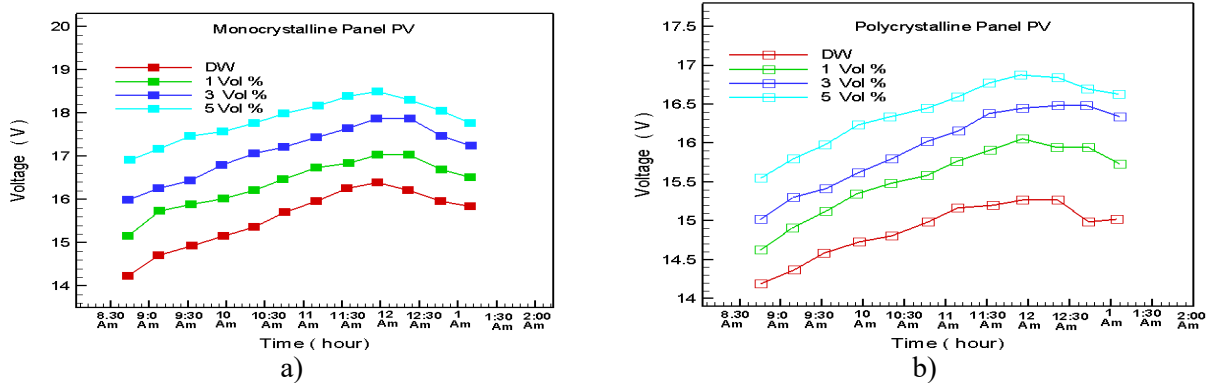 Monocrystalline Panel PV
DW
1 Vol %
3 Vol %
5 Vol %
20
19
18
17
16
15
14
Voltage ( V )
8:30 Am
9:0 Am
9:30 Am
10 Am
10:30 Am
11 Am
11:30 Am
12 Am
12:30 Am
1 Am
1:30 Am
2:00 Am
Time ( hour )
a)
Polycrystalline Panel PV
DW
1 Vol %
3 Vol %
5 Vol %
17.5
17
16.5
16
15.5
15
14.5
14
Voltage ( V )
8:30 Am
9:0 Am
9:30 Am
10 Am
10:30 Am
11 Am
11:30 Am
12 Am
12:30 Am
1 Am
1:30 Am
2:00 Am
Time ( hour )
b)